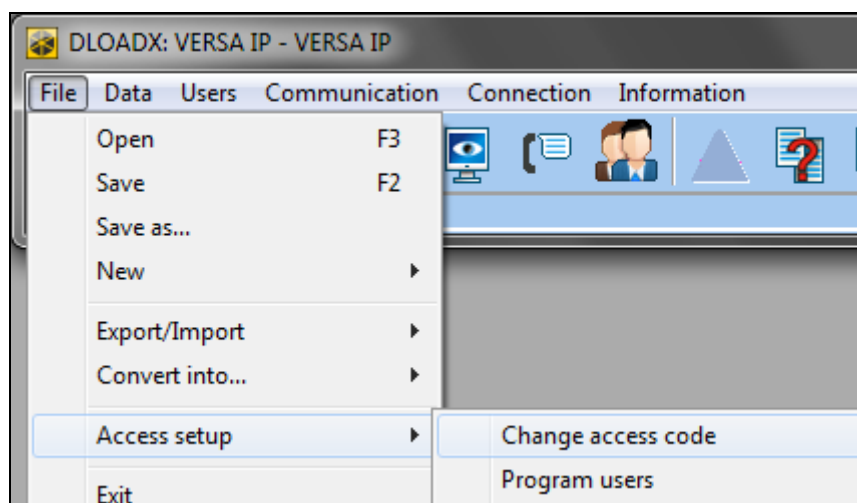 DLOADX: VERSA IP - VERSA IP
File Data Users Communication Connection Information
Open F3
Save F2
Save as...
New
Export/Import
Convert into...
Access setup
Change access code
Program users
Exit